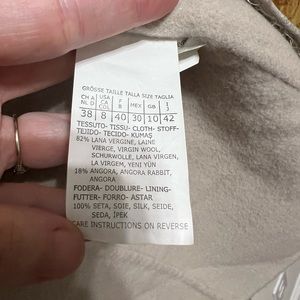 GRÖSSE TAILLE TALLA SIZE TAGLIA
CH A USA F MEX GB I
NL D CA COL B J
38 8 40 30 10 42
TESSUTO- TISSU- CLOTH- STOFF-
TEJIDO- TECIDO- KUMAŞ
82% LANA VERGINE, LAINE
VIERGE, VIRGIN WOOL,
SCHURWOLLE, LANA VIRGEN,
LANA VIRGEM, YÜN
18% ANGORA, ANGORA RABBIT,
ANGORA
FODERA- DOUBLURE- LINING-
FUTTER- FORRO- ASTAR
100% SETA, SOIE, SILK, SEIDE,
SEDA, İPEK
CARE INSTRUCTIONS ON REVERSE